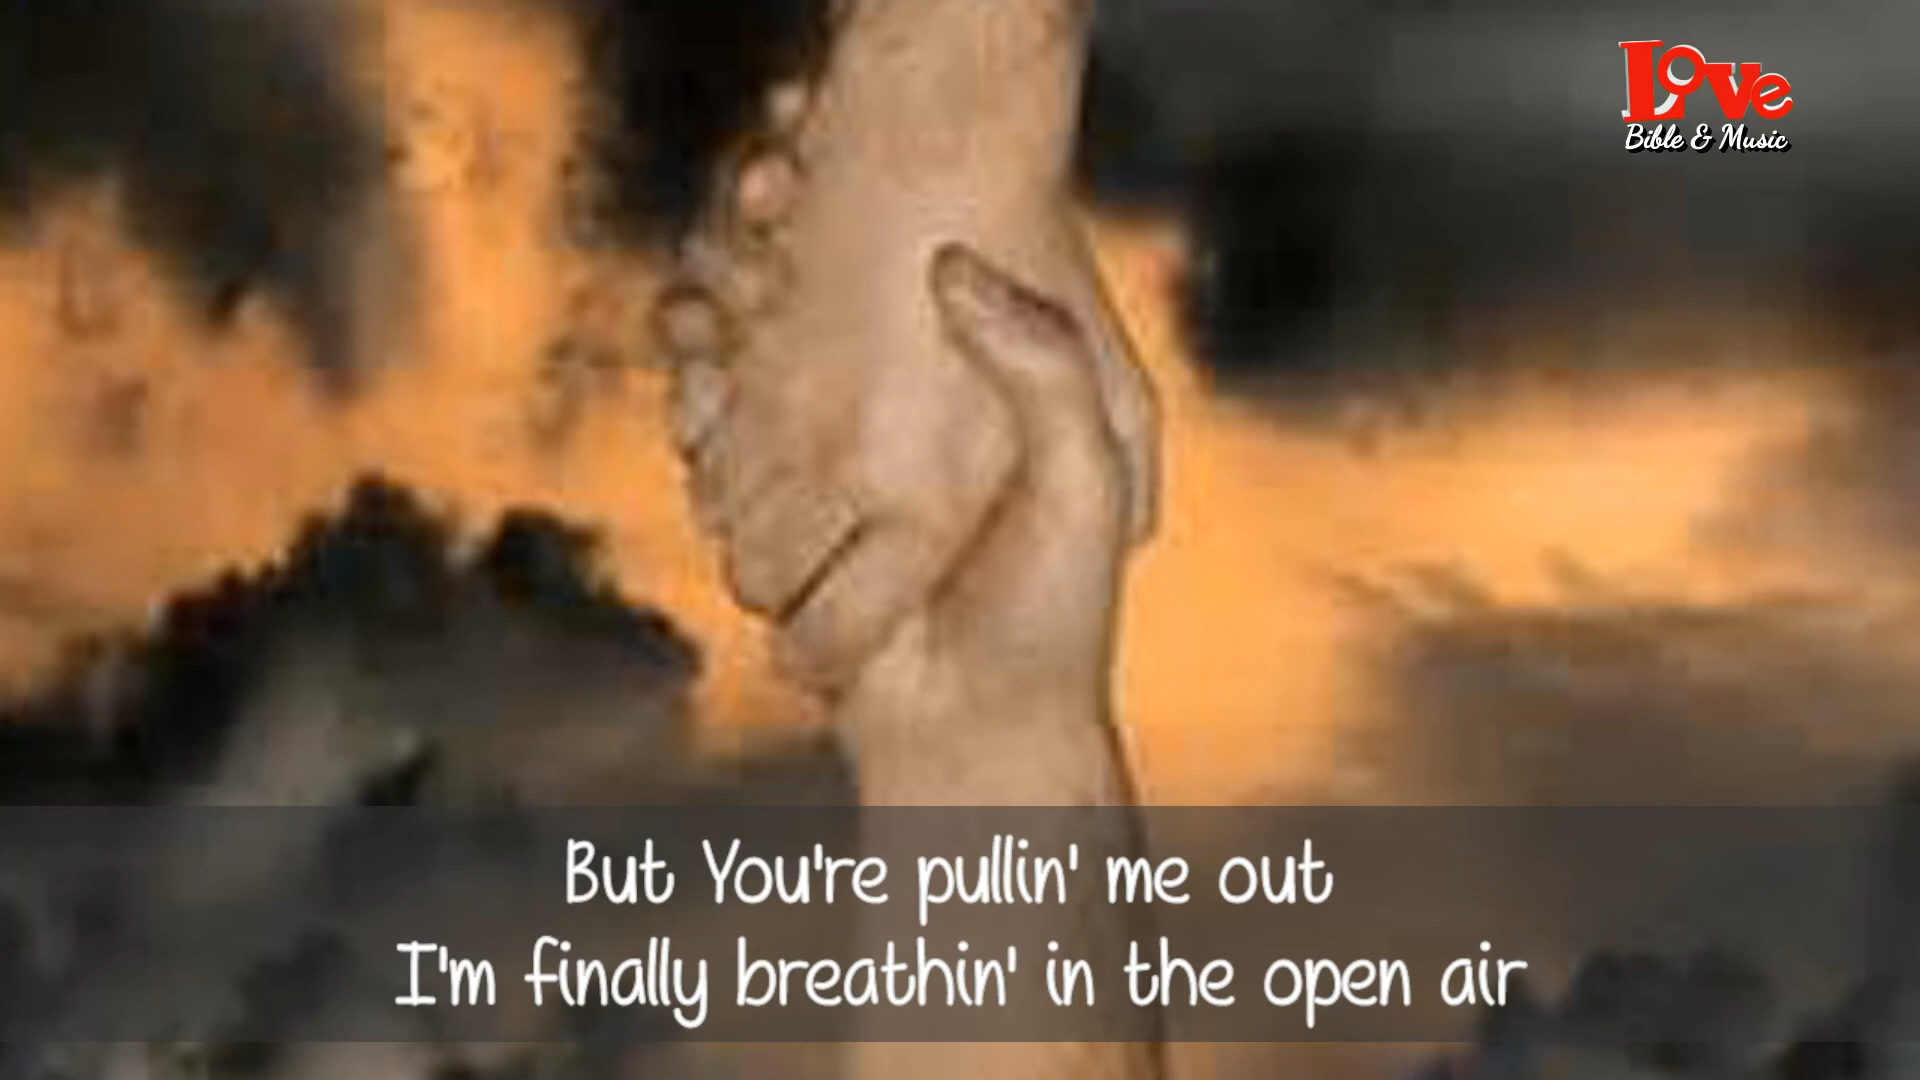 Love
Bible & Music
But You're pullin' me out
I'm finally breathin' in the open air